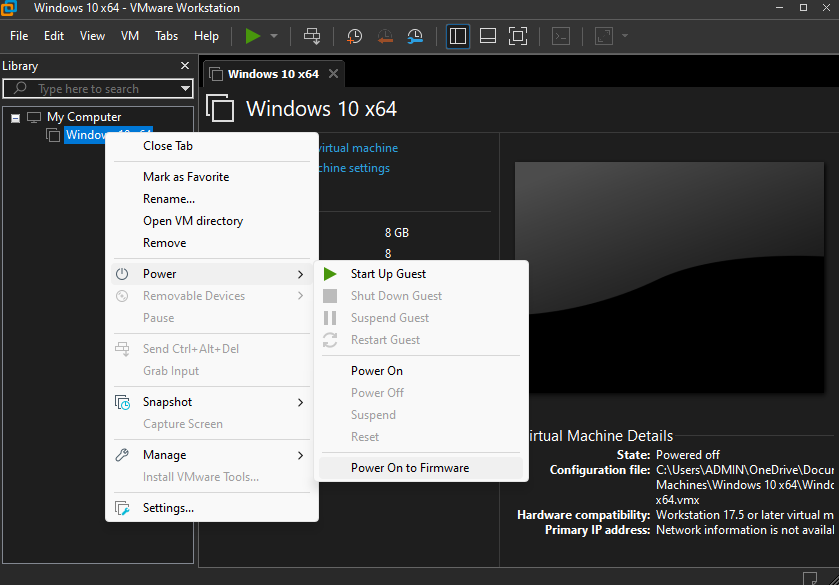 Windows 10 x64 - VMware Workstation
File Edit View VM Tabs Help
Library
Type here to search
Windows 10 x64
My Computer
Windows 10 x64
Windows 10 x64
virtual machine
chine settings
8 GB
8
Close Tab
Mark as Favorite
Rename...
Open VM directory
Remove
Power
Removable Devices
Pause
Send Ctrl+Alt+Del
Grab Input
Snapshot
Capture Screen
Manage
Install VMware Tools...
Settings...
Start Up Guest
Shut Down Guest
Suspend Guest
Restart Guest
Power On
Power Off
Suspend
Reset
Power On to Firmware
irtual Machine Details
State: Powered off
Configuration file: C:\Users\ADMIN\OneDrive\Docu
Machines\Windows 10 x64\Windo
x64.vmx
Hardware compatibility: Workstation 17.5 or later virtual m
Primary IP address: Network information is not availa